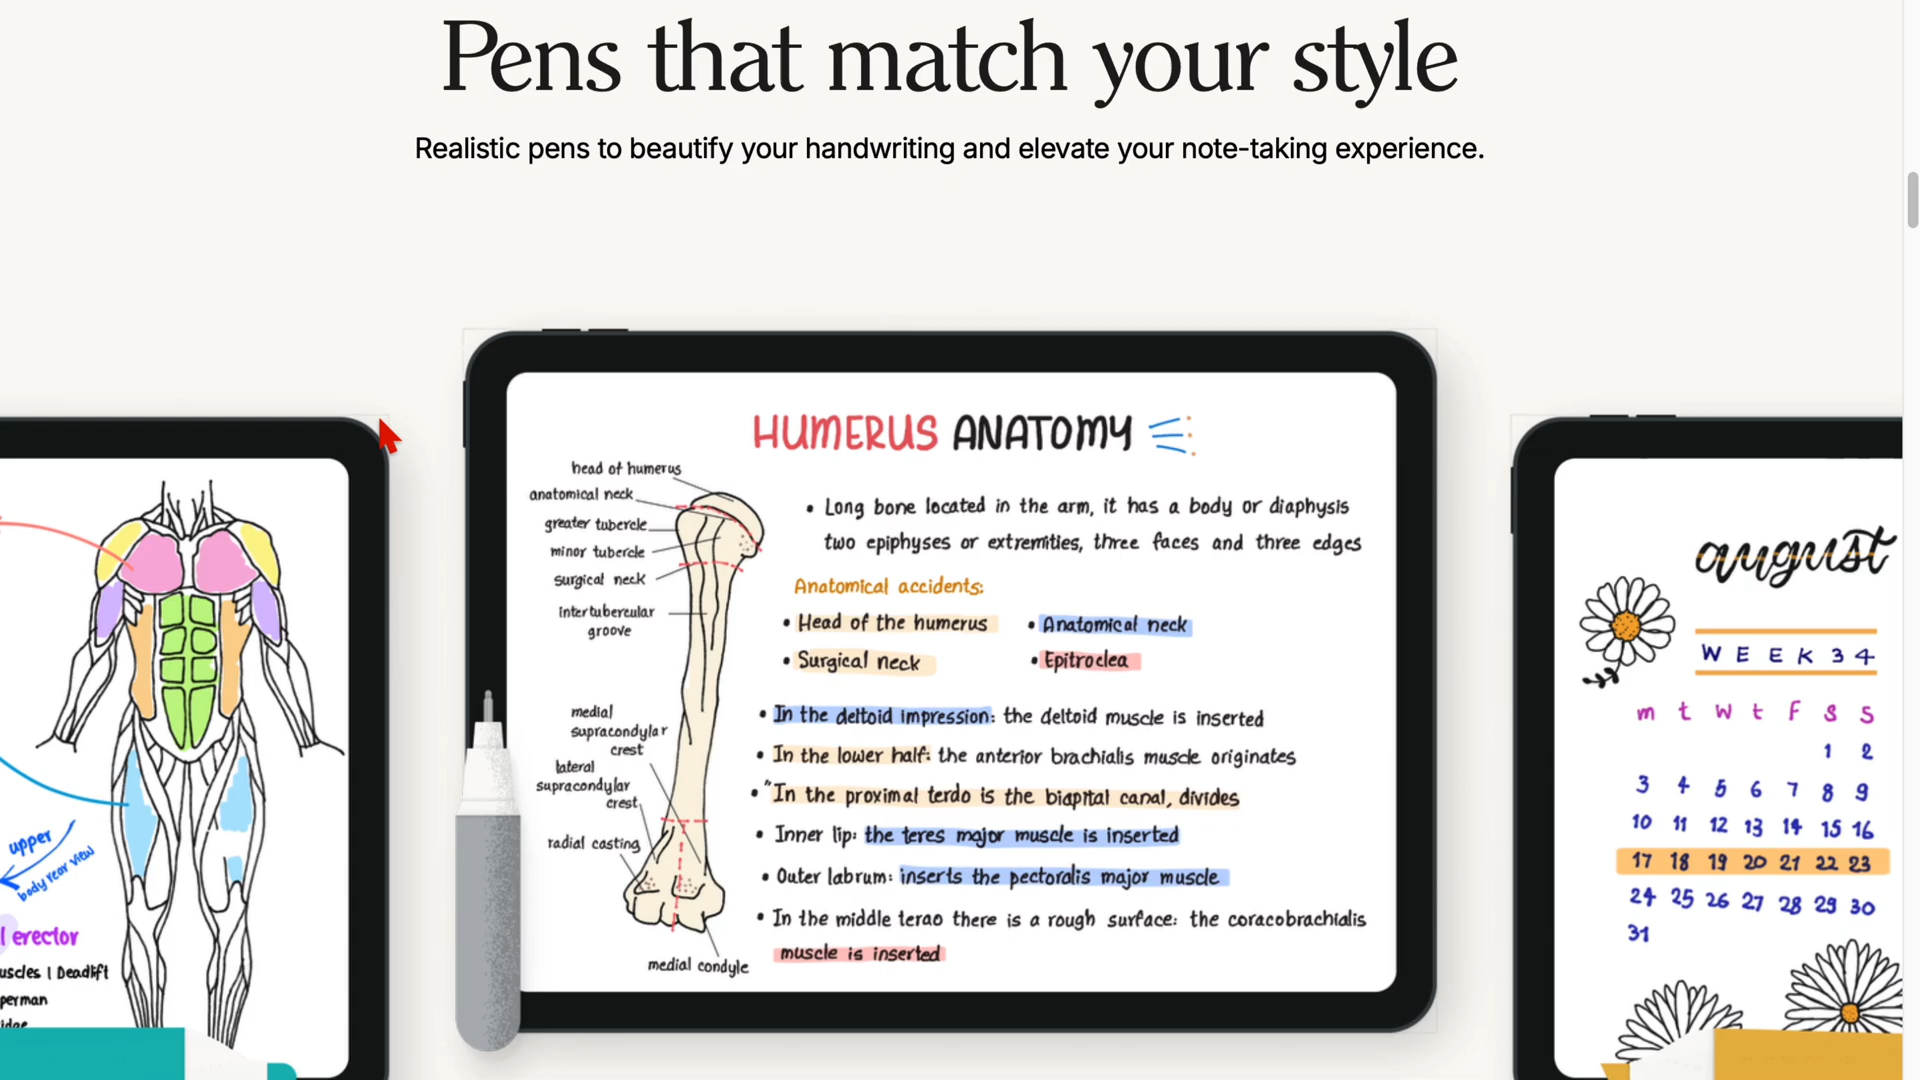 Pens that match your style
Realistic pens to beautify your handwriting and elevate your note-taking experience.
upper
body rear view
l erector
uscles | Deadlift
perman
idge
HUMERUS ANATOMY
head of humerus
anatomical neck
greater tubercle
minor tubercle
surgical neck
intertubercular
groove
medial
supracondylar
crest
lateral
supracondylar
crest
radial casting
medial condyle
• Long bone located in the arm, it has a body or diaphysis
two epiphyses or extremities, three faces and three edges
Anatomical accidents:
• Head of the humerus • Anatomical neck
• Surgical neck • Epitroclea
• In the deltoid impression: the deltoid muscle is inserted
• In the lower half: the anterior brachialis muscle originates
• "In the proximal terdo is the bigpital canal, divides
• Inner lip: the teres major muscle is inserted
• Outer labrum: inserts the pectoralis major muscle
• In the middle terao there is a rough surface: the coracobrachialis
muscle is inserted
august
WEEK 34
m t w t F S S
1 2
3 4 5 6 7 8 9
10 11 12 13 14 15 16
17 18 19 20 21 22 23
24 25 26 27 28 29 30
31